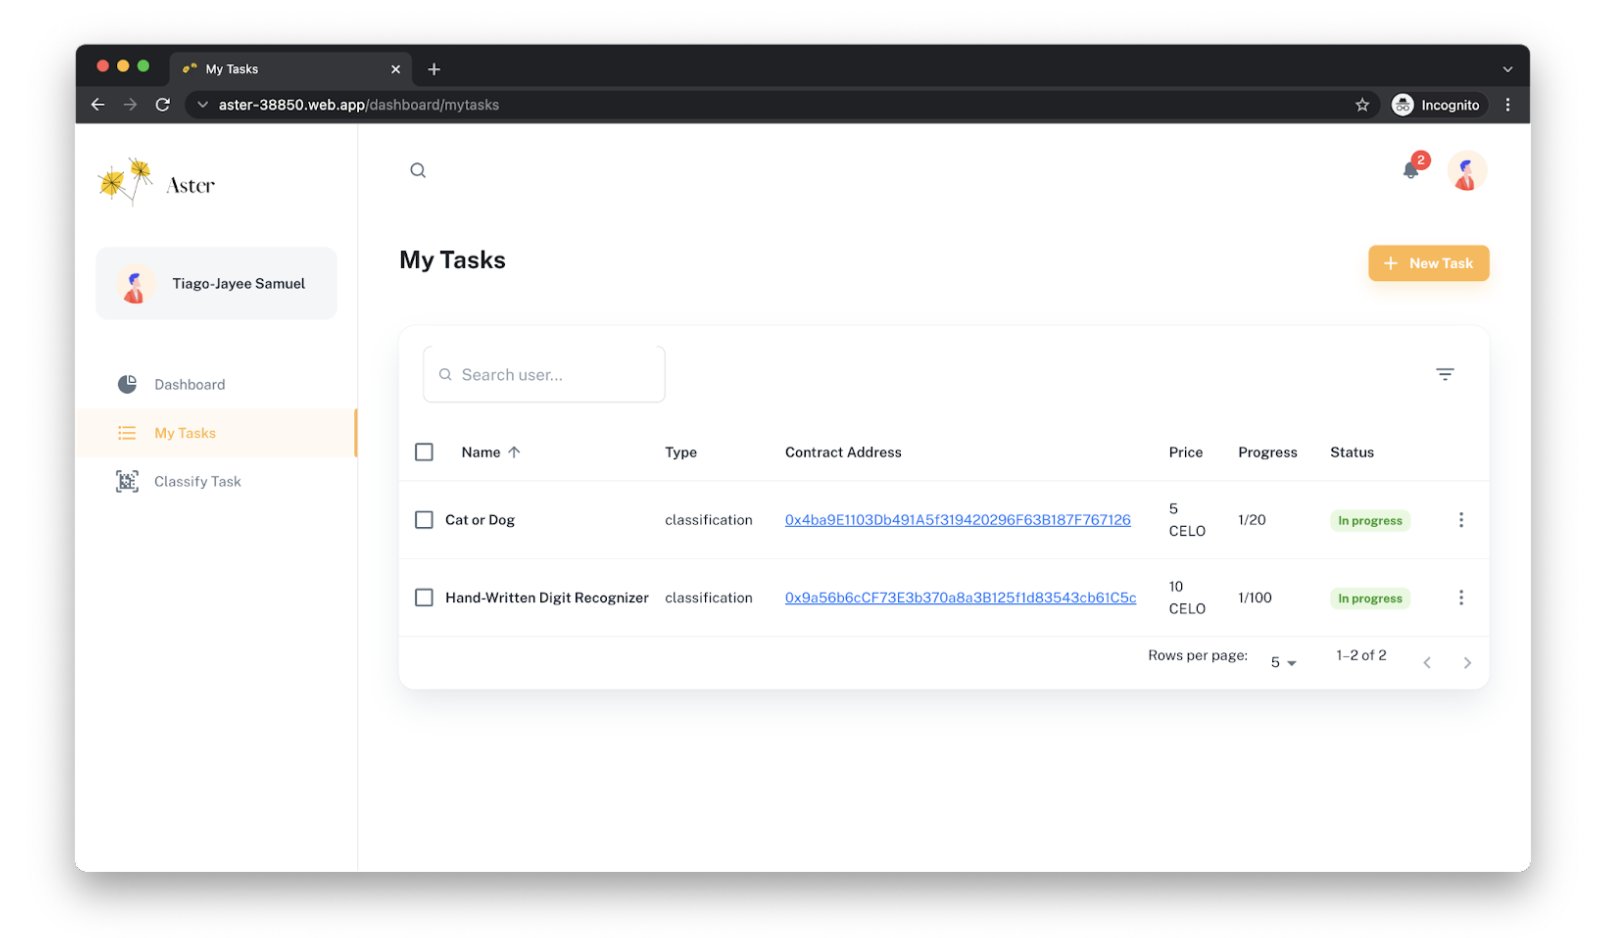 My Tasks
aster-38850.web.app/dashboard/mytasks
Incognito
Aster
2
Tiago-Jayee Samuel
My Tasks
+ New Task
Dashboard
My Tasks
Classify Task
Search user...
Name Type Contract Address Price Progress Status
Cat or Dog classification 0x4ba9E1103Db491A5f319420296F63B187F767126 5 CELO 1/20 In progress
Hand-Written Digit Recognizer classification 0x9a56b6cCF73E3b370a8a3B125f1d83543cb61C5c 10 CELO 1/100 In progress
Rows per page: 5 1–2 of 2